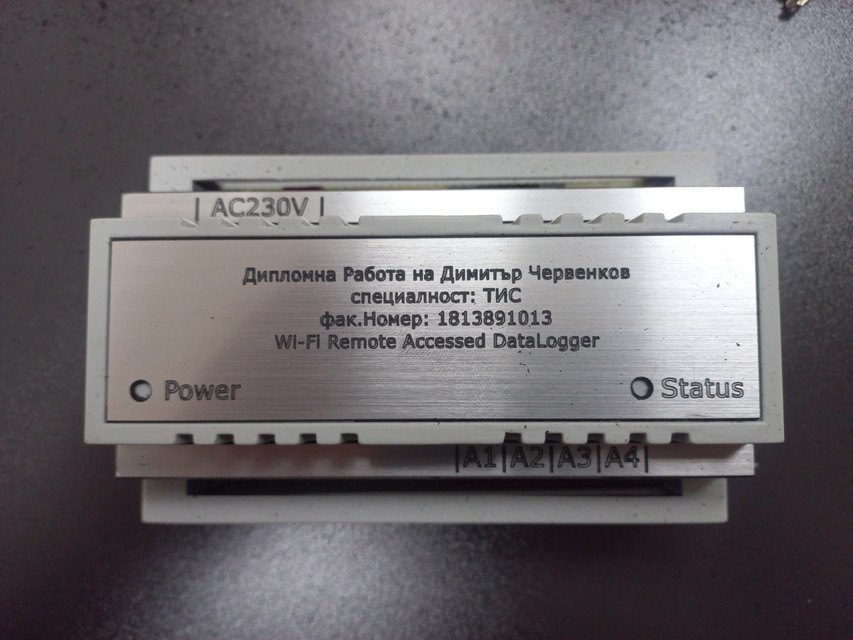 | AC230V |
Дипломна Работа на Димитър Червенков
специалност: ТИС
фак.Номер: 1813891013
Wi-Fi Remote Accessed DataLogger
Power
Status
|A1|A2|A3|A4|